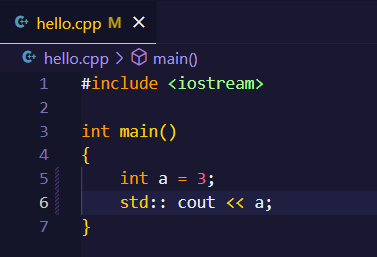 hello.cpp M ×
hello.cpp > main()
1 #include <iostream>
2
3 int main()
4 {
5     int a = 3;
6     std:: cout << a;
7 }